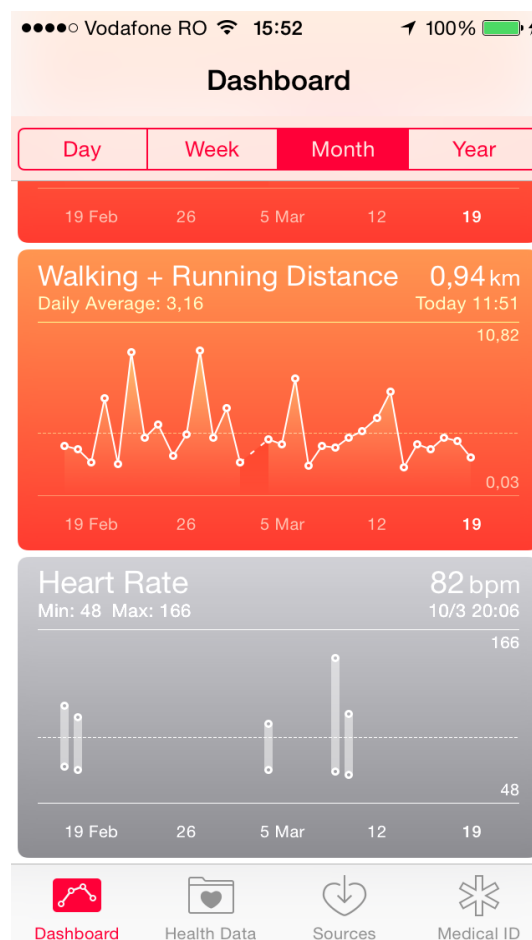 Vodafone RO 15:52 100%
Dashboard
Day Week Month Year
19 Feb 26 5 Mar 12 19
Walking + Running Distance 0,94 km
Daily Average: 3,16 Today 11:51
10,82
0,03
19 Feb 26 5 Mar 12 19
Heart Rate 82 bpm
Min: 48 Max: 166 10/3 20:06
166
48
19 Feb 26 5 Mar 12 19
Dashboard Health Data Sources Medical ID